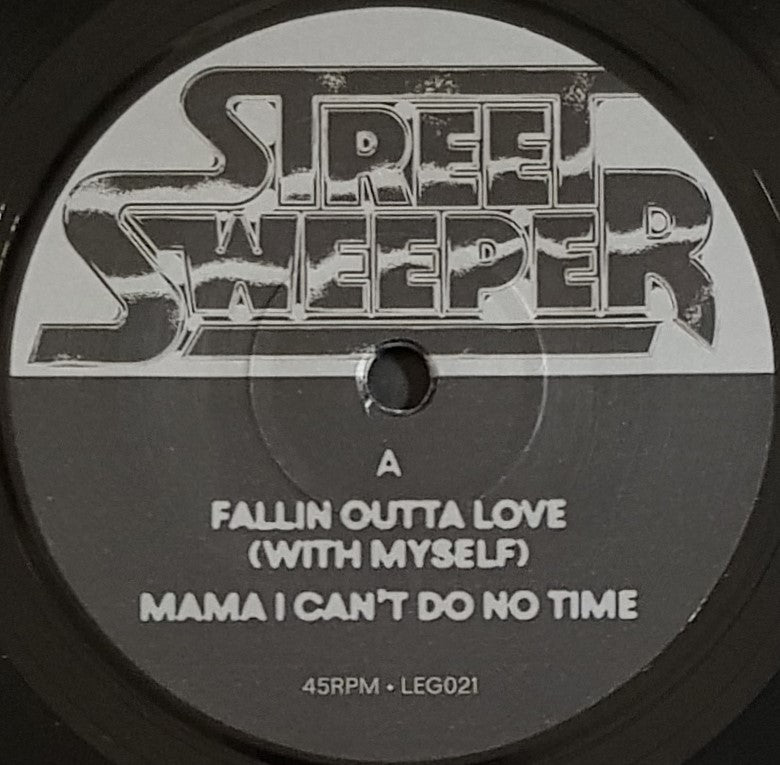 STREET
SWEEPER
A
FALLIN OUTTA LOVE
(WITH MYSELF)
MAMA I CAN'T DO NO TIME
45RPM • LEG021